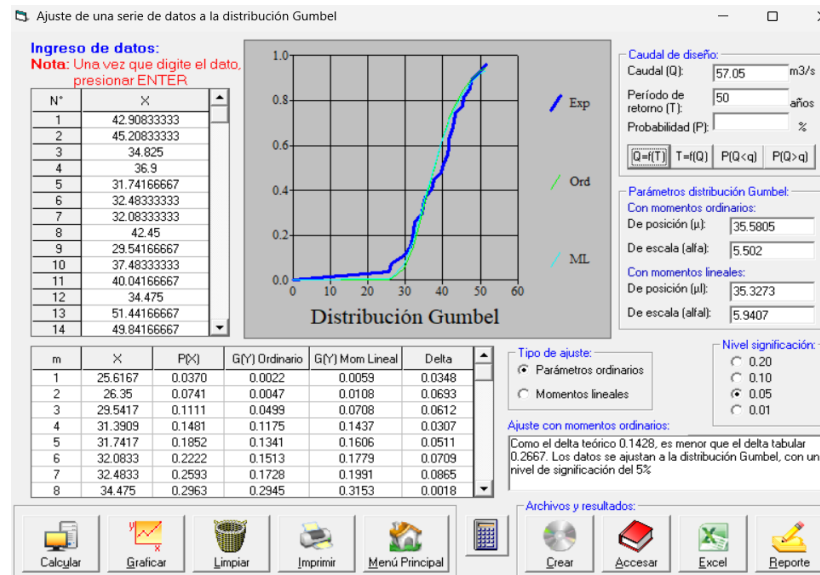 Ajuste de una serie de datos a la distribución Gumbel
Ingreso de datos:
Nota: Una vez que digite el dato,
presionar ENTER
N° X
1 42.90833333
2 45.20833333
3 34.825
4 36.9
5 31.74166667
6 32.48333333
7 32.08333333
8 42.45
9 29.54166667
10 37.48333333
11 40.04166667
12 34.475
13 51.44166667
14 49.84166667
1.0
0.8
0.6
0.4
0.2
0.0
0 10 20 30 40 50 60
Distribución Gumbel
Exp
Ord
ML
Caudal de diseño:
Caudal (Q): 57.05 m3/s
Período de
retorno (T): 50 años
Probabilidad (P): %
Q=f(T) T=f(Q) P(Q<q) P(Q>q)
Parámetros distribución Gumbel:
Con momentos ordinarios:
De posición (µ): 35.5805
De escala (alfa): 5.502
Con momentos lineales:
De posición (µl): 35.3273
De escala (alfal): 5.9407
m X P(X) G(Y) Ordinario G(Y) Mom Lineal Delta
1 25.6167 0.0370 0.0022 0.0059 0.0348
2 26.35 0.0741 0.0047 0.0108 0.0693
3 29.5417 0.1111 0.0499 0.0708 0.0612
4 31.3909 0.1481 0.1175 0.1437 0.0307
5 31.7417 0.1852 0.1341 0.1606 0.0511
6 32.0833 0.2222 0.1513 0.1779 0.0709
7 32.4833 0.2593 0.1728 0.1991 0.0865
8 34.475 0.2963 0.2945 0.3153 0.0018
Tipo de ajuste:
Parámetros ordinarios
Momentos lineales
Nivel significación:
0.20
0.10
0.05
0.01
Ajuste con momentos ordinarios:
Como el delta teórico 0.1428, es menor que el delta tabular
0.2667. Los datos se ajustan a la distribución Gumbel, con un
nivel de significación del 5%
Calcular Graficar Limpiar Imprimir Menú Principal
Archivos y resultados:
Crear Accesar Excel Reporte